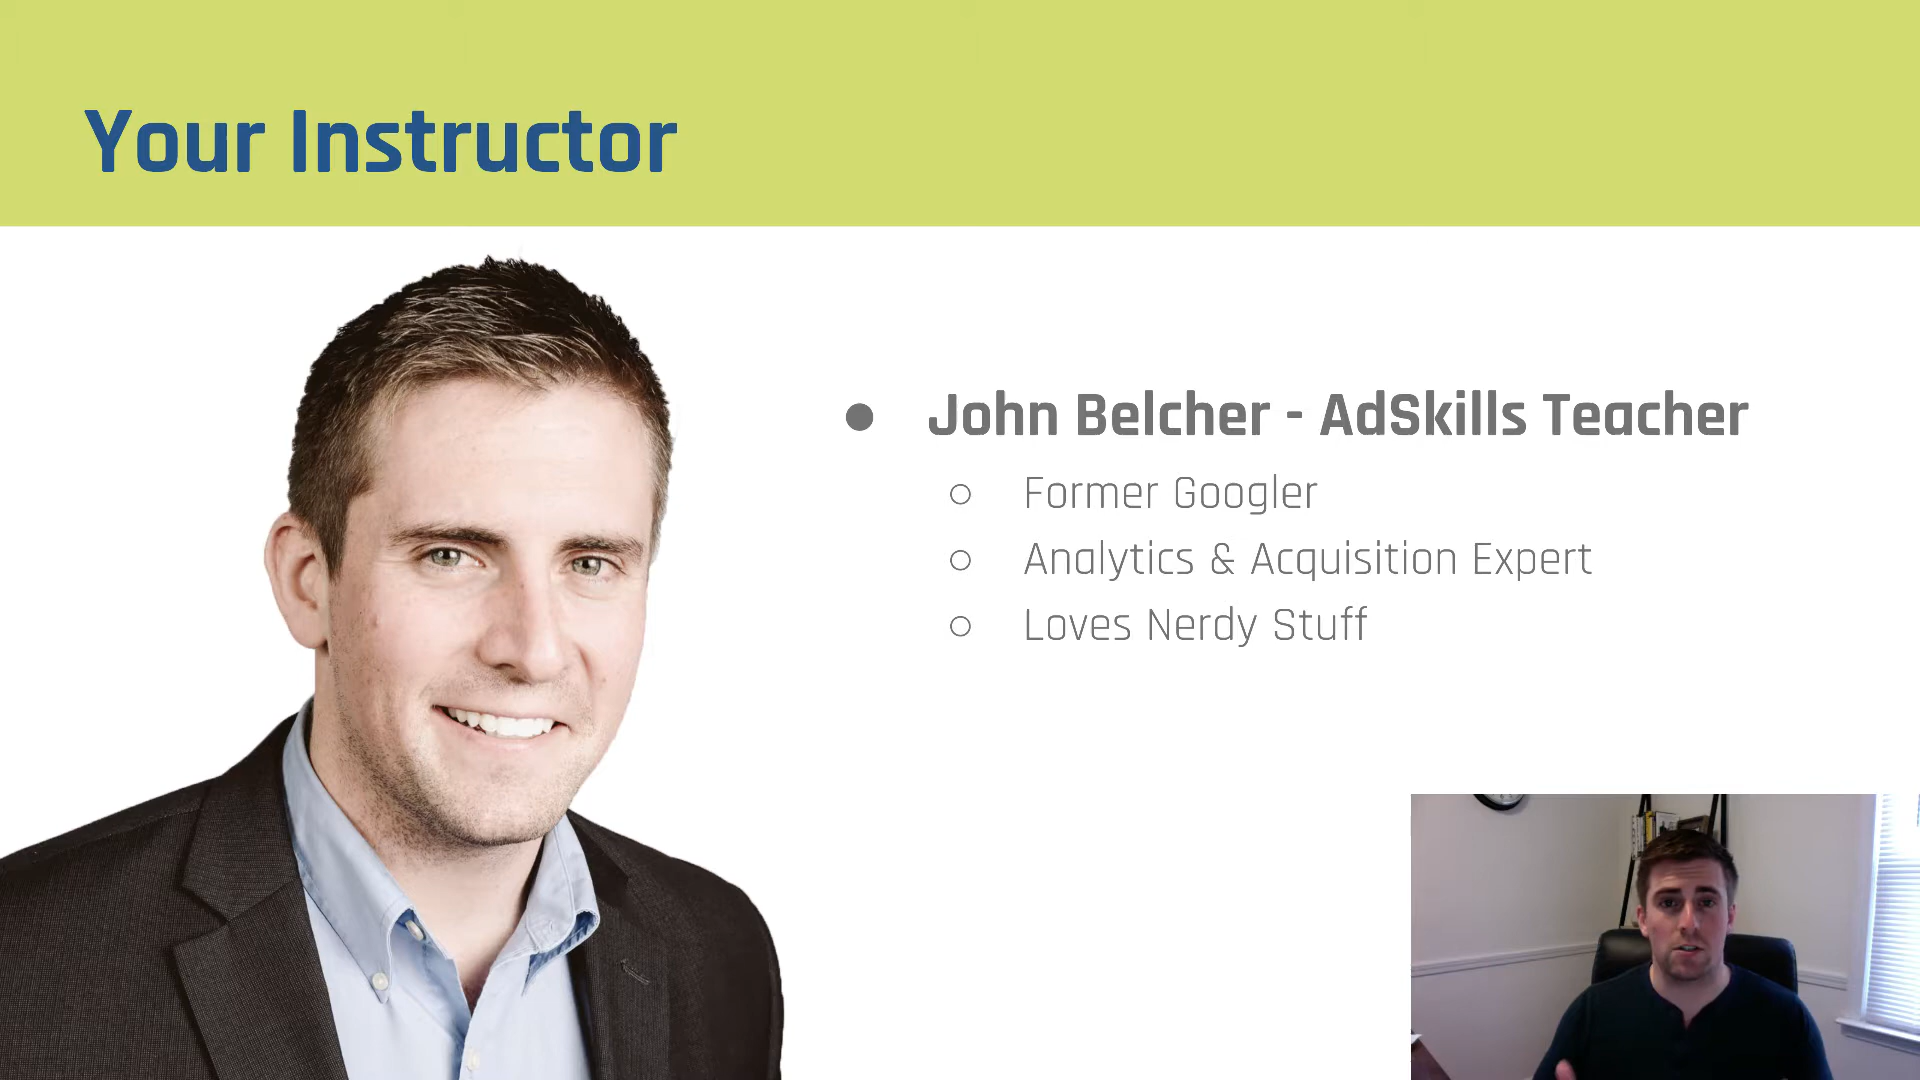 Your Instructor
● John Belcher - AdSkills Teacher
○ Former Googler
○ Analytics & Acquisition Expert
○ Loves Nerdy Stuff